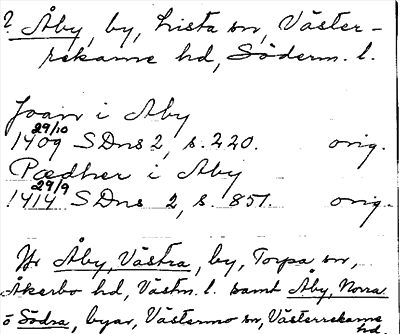 ? Åby, by, Lista sn, Väster-
rekarne hd, Söderm. l.
Joan i Aby
1409 29/10 SDns 2, s. 220. orig.
Pædher i Aby
1414 29/9 SDns 2, s. 851. orig.
Jfr Åby, Västra, by, Torpa sn,
Åkerbo hd, Västm. l. samt Åby, Norra
o Södra, byar, Västermo sn, Västerrekarne
hd.